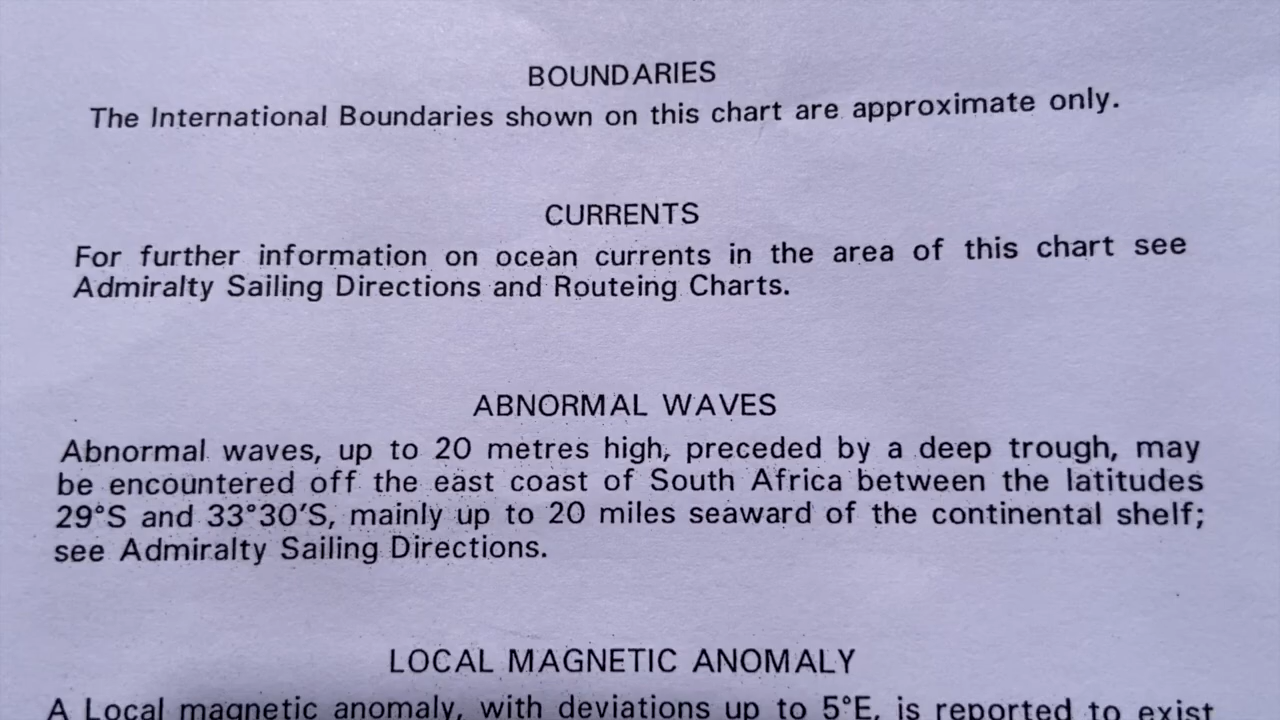 BOUNDARIES
The International Boundaries shown on this chart are approximate only.
CURRENTS
For further information on ocean currents in the area of this chart see
Admiralty Sailing Directions and Routeing Charts.
ABNORMAL WAVES
Abnormal waves, up to 20 metres high, preceded by a deep trough, may
be encountered off the east coast of South Africa between the latitudes
29°S and 33°30'S, mainly up to 20 miles seaward of the continental shelf;
see Admiralty Sailing Directions.
LOCAL MAGNETIC ANOMALY
A Local magnetic anomaly, with deviations up to 5°E, is reported to exist